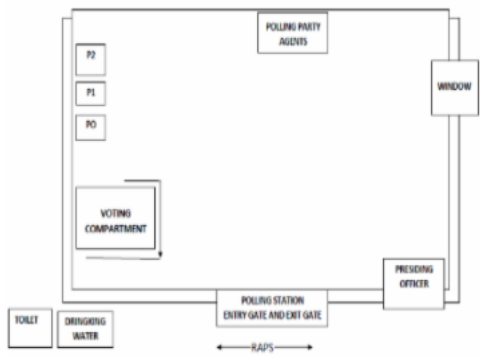 POLLING PARTY
AGENTS
P2
WINDOW
P1
PO
VOTING
COMPARTMENT
PRESIDING
OFFICER
POLLING STATION
ENTRY GATE AND EXIT GATE
TOILET
DRINGKING
WATER
RAPS